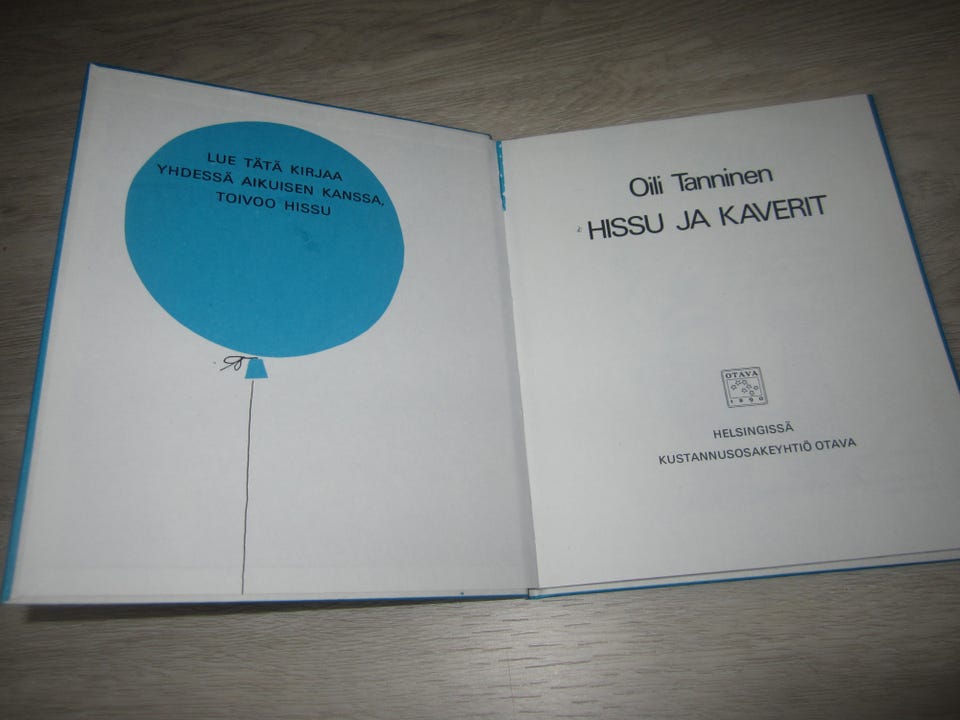 LUE TÄTÄ KIRJAA
YHDESSÄ AIKUISEN KANSSA,
TOIVOO HISSU
Oili Tanninen
HISSU JA KAVERIT
OTAVA
1890
HELSINGISSÄ
KUSTANNUSOSAKEYHTIÖ OTAVA